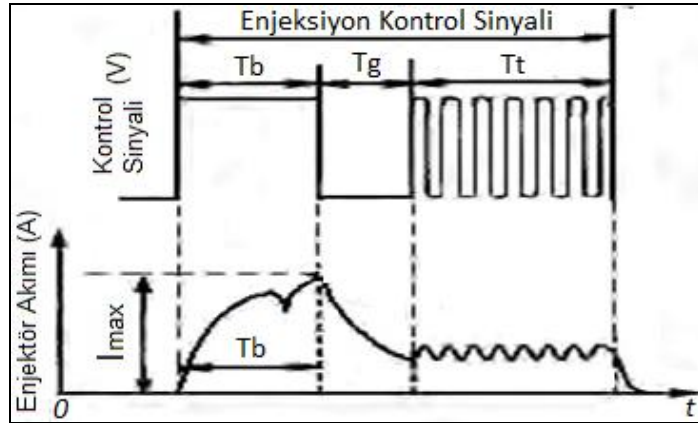 Enjeksiyon Kontrol Sinyali
Tb
Tg
Tt
Kontrol
Sinyali (V)
Enjektör Akımı (A)
Imax
Tb
0
t